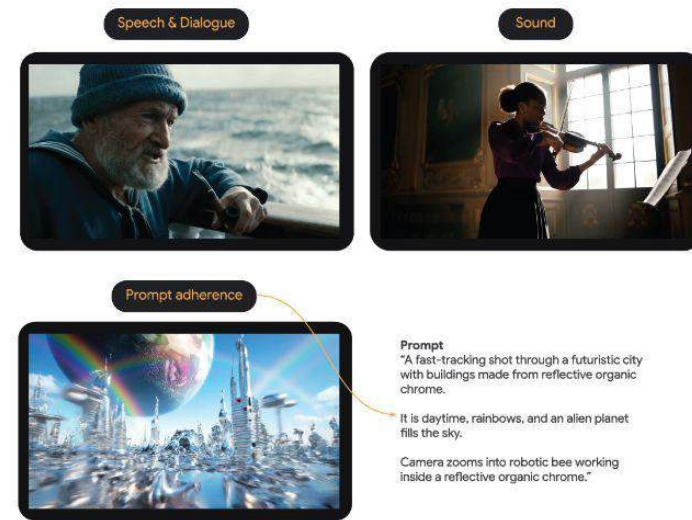 Speech & Dialogue
Sound
Prompt adherence
Prompt
"A fast-tracking shot through a futuristic city
with buildings made from reflective organic
chrome.
It is daytime, rainbows, and an alien planet
fills the sky.
Camera zooms into robotic bee working
inside a reflective organic chrome."